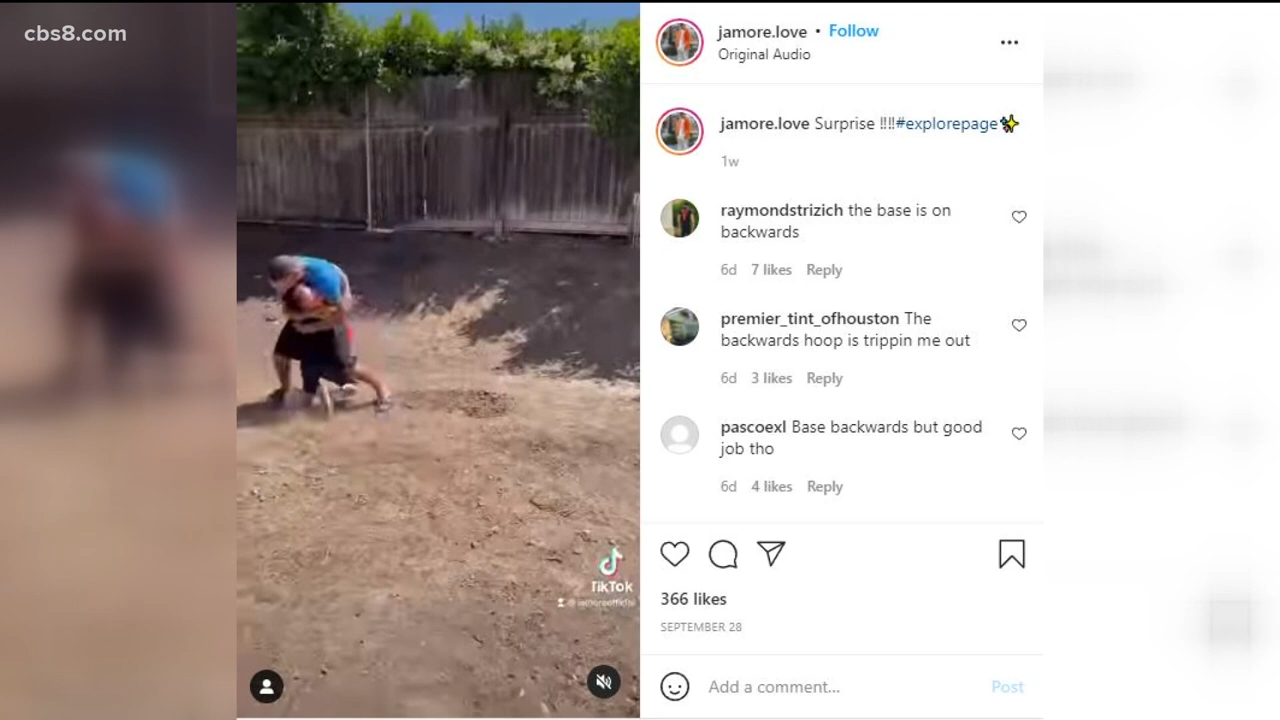 cbs8.com
jamore.love • Follow
Original Audio
jamore.love Surprise ‼‼#explorepage✨
1w
raymondstrizich the base is on
backwards
6d 7 likes Reply
premier_tint_ofhouston The
backwards hoop is trippin me out
6d 3 likes Reply
pascoexl Base backwards but good
job tho
6d 4 likes Reply
TikTok
366 likes
SEPTEMBER 28
Add a comment... Post